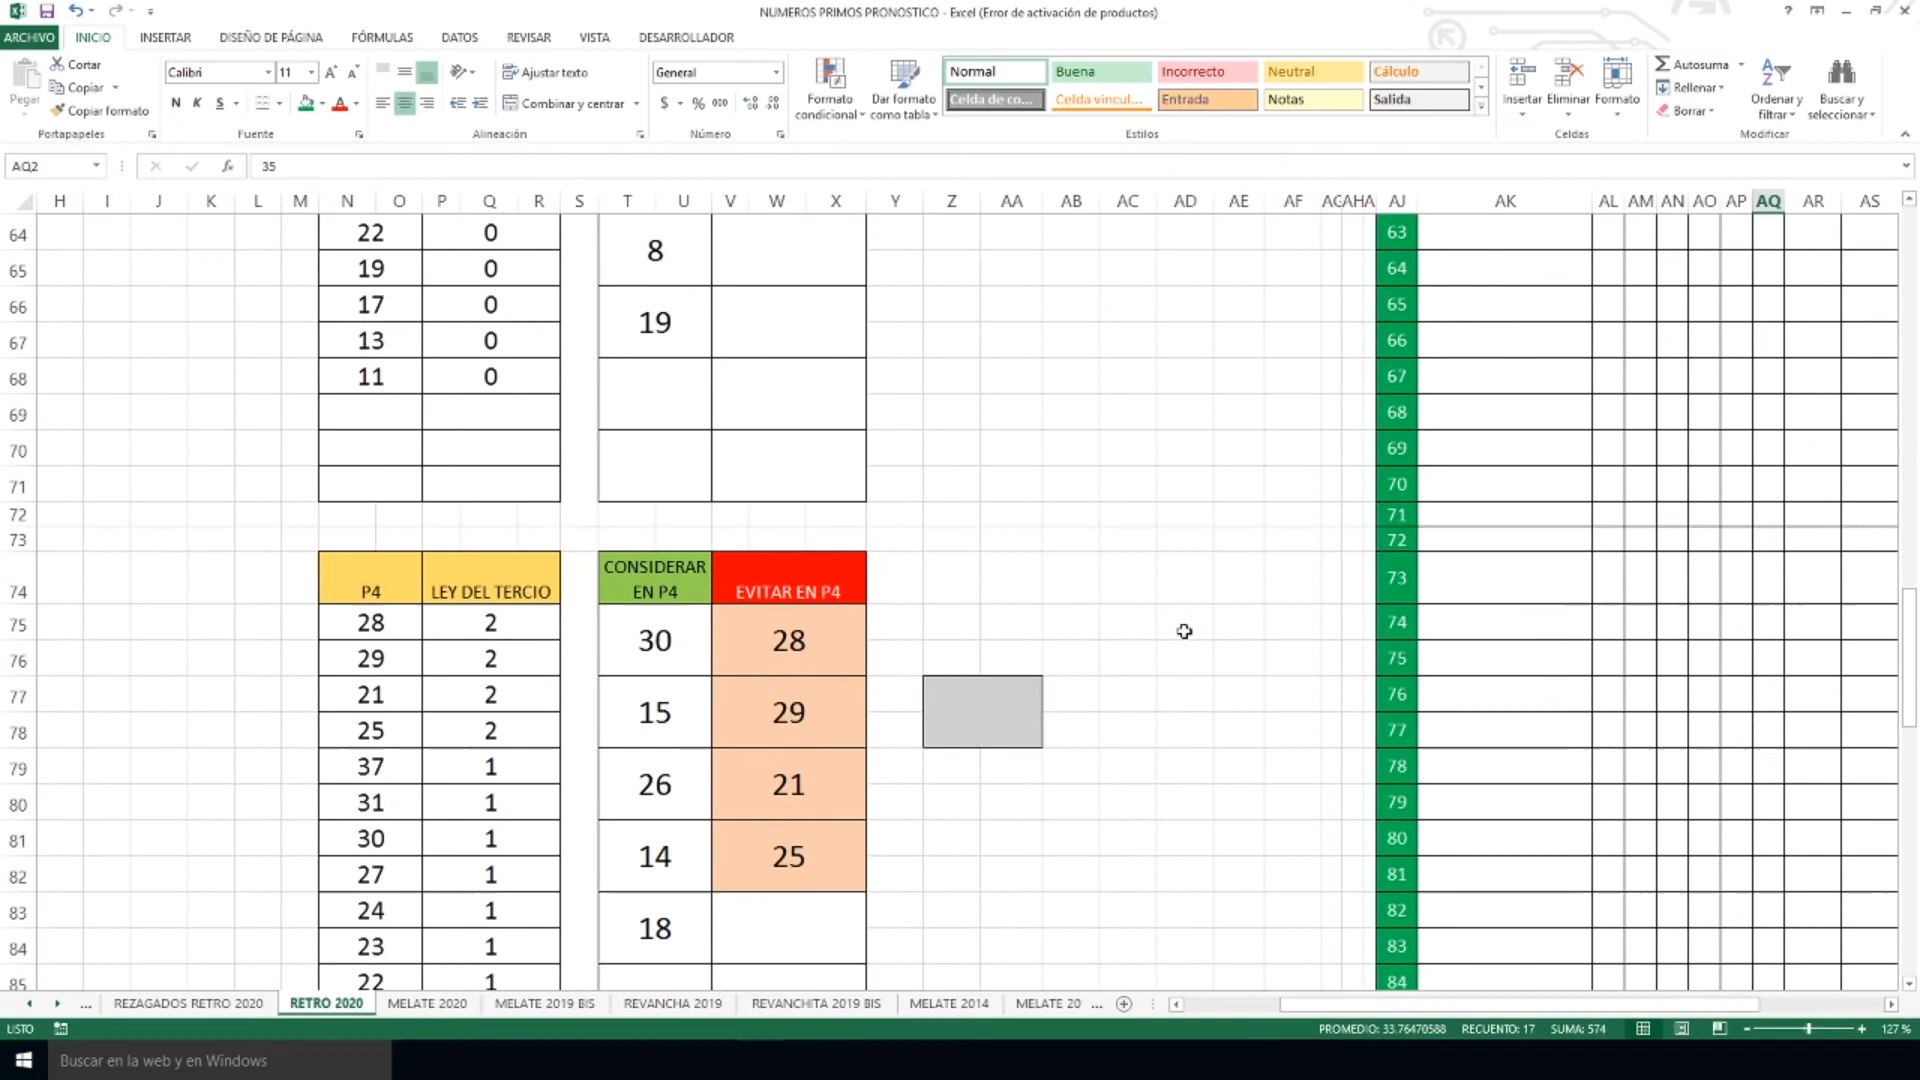 NUMEROS PRIMOS PRONOSTICO - Excel (Error de activación de productos)
?
ARCHIVO INICIO INSERTAR DISEÑO DE PÁGINA FÓRMULAS DATOS REVISAR VISTA DESARROLLADOR
Pegar
Cortar
Copiar
Copiar formato
Portapapeles
Calibri 11
N K S
Fuente
Ajustar texto
Combinar y centrar
Alineación
General
$ % 000
Número
Formato condicional
Dar formato como tabla
Normal Buena Incorrecto Neutral Cálculo
Celda de co... Celda vincul... Entrada Notas Salida
Estilos
Insertar Eliminar Formato
Celdas
Autosuma
Rellenar
Borrar
Ordenar y filtrar
Buscar y seleccionar
Modificar
AQ2 fx 35
H I J K L M N O P Q R S T U V W X Y Z AA AB AC AD AE AF AG AH A AJ AK AL AM AN AO AP AQ AR AS
64 22 0 8 63
65 19 0 64
66 17 0 19 65
67 13 0 66
68 11 0 67
69 68
70 69
71 70
72 71
73 72
74 P4 LEY DEL TERCIO CONSIDERAR EN P4 EVITAR EN P4 73
75 28 2 30 28 74
76 29 2 75
77 21 2 15 29 76
78 25 2 77
79 37 1 26 21 78
80 31 1 79
81 30 1 14 25 80
82 27 1 81
83 24 1 18 82
84 23 1 83
85 22 1 84
... REZAGADOS RETRO 2020 RETRO 2020 MELATE 2020 MELATE 2019 BIS REVANCHA 2019 REVANCHITA 2019 BIS MELATE 2014 MELATE 20 ...
LISTO PROMEDIO: 33.76470588 RECUENTO: 17 SUMA: 574 127 %
Buscar en la web y en Windows